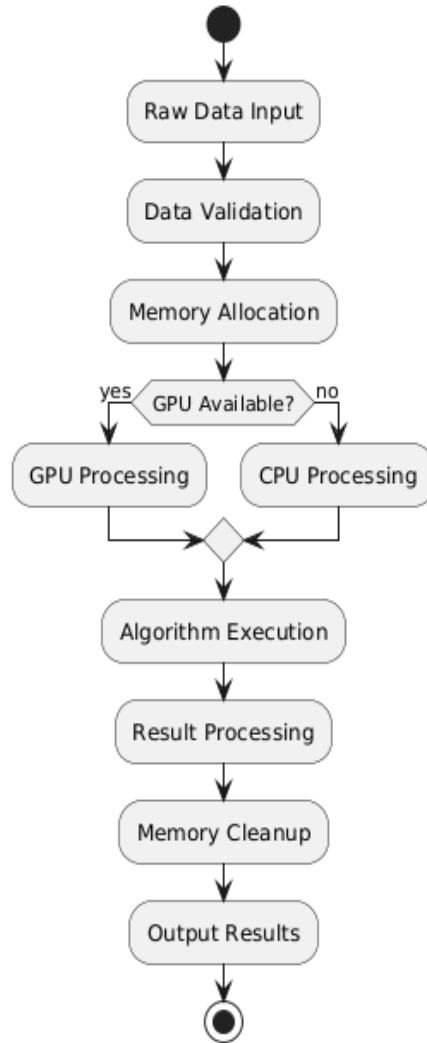 Raw Data Input
Data Validation
Memory Allocation
yes
GPU Available?
no
GPU Processing
CPU Processing
Algorithm Execution
Result Processing
Memory Cleanup
Output Results